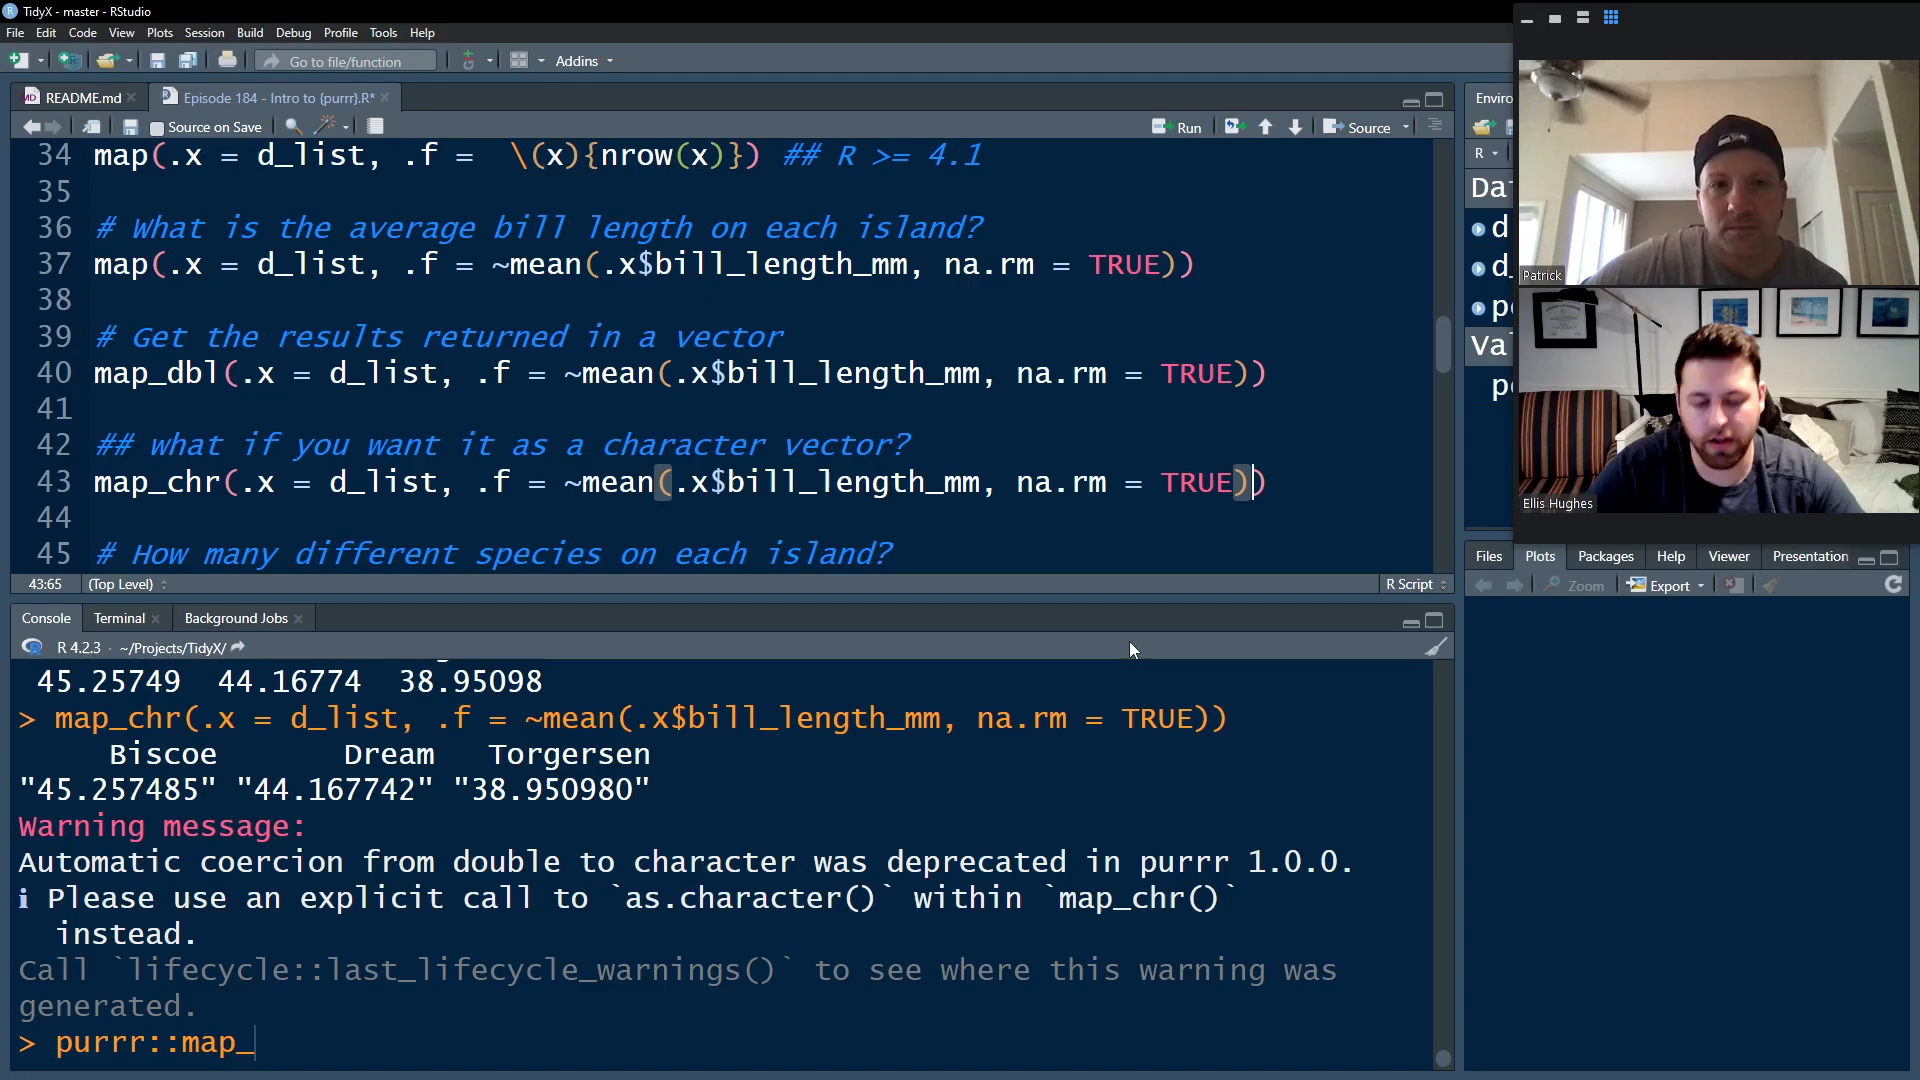 TidyX - master - RStudio
File Edit Code View Plots Session Build Debug Profile Tools Help
Go to file/function Addins
README.md Episode 184 - Intro to {purrr}.R*
Source on Save Run Source
34 map(.x = d_list, .f =  \(x){nrow(x)}) ## R >= 4.1
35
36 # What is the average bill length on each island?
37 map(.x = d_list, .f = ~mean(.x$bill_length_mm, na.rm = TRUE))
38
39 # Get the results returned in a vector
40 map_dbl(.x = d_list, .f = ~mean(.x$bill_length_mm, na.rm = TRUE))
41
42 ## what if you want it as a character vector?
43 map_chr(.x = d_list, .f = ~mean(.x$bill_length_mm, na.rm = TRUE))
44
45 # How many different species on each island?
43:65 (Top Level) R Script
Console Terminal Background Jobs
R 4.2.3 · ~/Projects/TidyX/
45.25749 44.16774 38.95098
> map_chr(.x = d_list, .f = ~mean(.x$bill_length_mm, na.rm = TRUE))
Biscoe Dream Torgersen
"45.257485" "44.167742" "38.950980"
Warning message:
Automatic coercion from double to character was deprecated in purrr 1.0.0.
ℹ Please use an explicit call to `as.character()` within `map_chr()`
instead.
Call `lifecycle::last_lifecycle_warnings()` to see where this warning was
generated.
> purrr::map_
Enviro
R
Dat
d
d_
pe
Va
pe
Patrick
Ellis Hughes
Files Plots Packages Help Viewer Presentation
Zoom Export